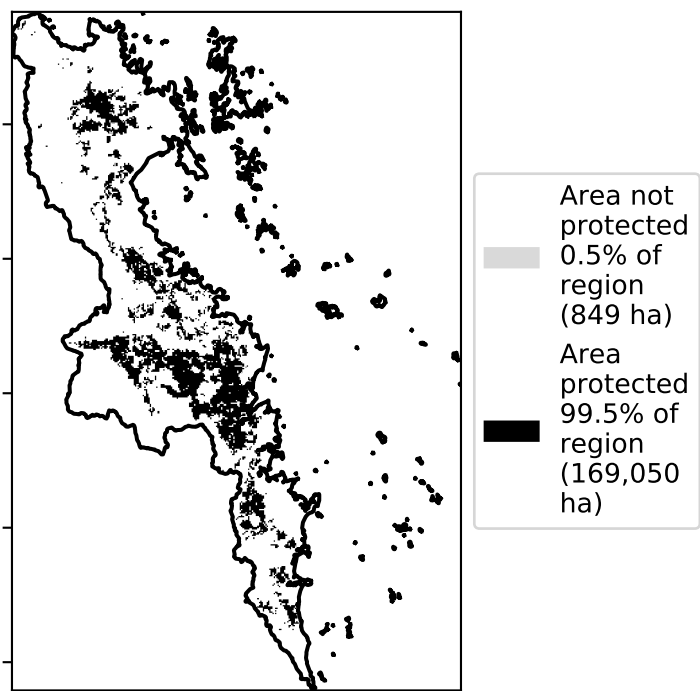 Area not
protected
0.5% of
region
(849 ha)
Area
protected
99.5% of
region
(169,050
ha)